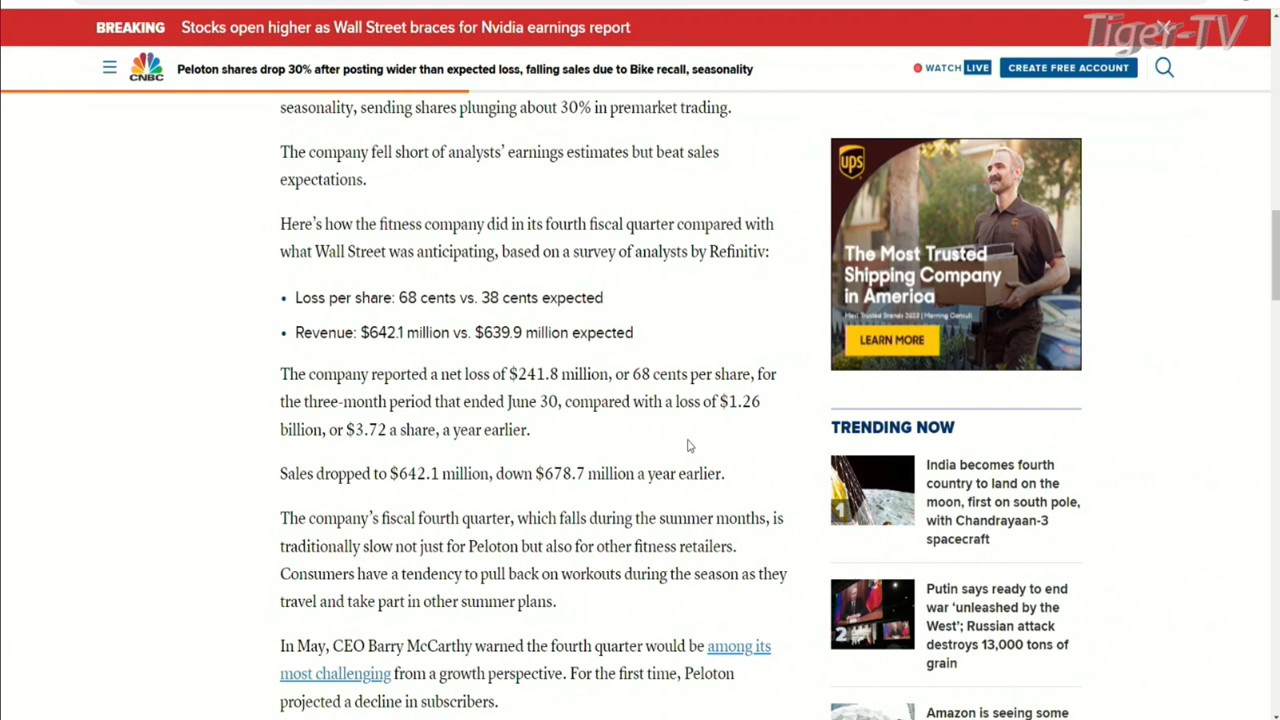 BREAKING Stocks open higher as Wall Street braces for Nvidia earnings report
Tiger-TV
CNBC
Peloton shares drop 30% after posting wider than expected loss, falling sales due to Bike recall, seasonality
WATCH LIVE
CREATE FREE ACCOUNT
seasonality, sending shares plunging about 30% in premarket trading.
The company fell short of analysts’ earnings estimates but beat sales
expectations.
Here’s how the fitness company did in its fourth fiscal quarter compared with
what Wall Street was anticipating, based on a survey of analysts by Refinitiv:
• Loss per share: 68 cents vs. 38 cents expected
• Revenue: $642.1 million vs. $639.9 million expected
The company reported a net loss of $241.8 million, or 68 cents per share, for
the three-month period that ended June 30, compared with a loss of $1.26
billion, or $3.72 a share, a year earlier.
Sales dropped to $642.1 million, down $678.7 million a year earlier.
The company’s fiscal fourth quarter, which falls during the summer months, is
traditionally slow not just for Peloton but also for other fitness retailers.
Consumers have a tendency to pull back on workouts during the season as they
travel and take part in other summer plans.
In May, CEO Barry McCarthy warned the fourth quarter would be among its
most challenging from a growth perspective. For the first time, Peloton
projected a decline in subscribers.
ups
The Most Trusted
Shipping Company
in America
Most Trusted Brands 2023 | Morning Consult
LEARN MORE
TRENDING NOW
1
India becomes fourth
country to land on the
moon, first on south pole,
with Chandrayaan-3
spacecraft
2
Putin says ready to end
war ‘unleashed by the
West’; Russian attack
destroys 13,000 tons of
grain
Amazon is seeing some